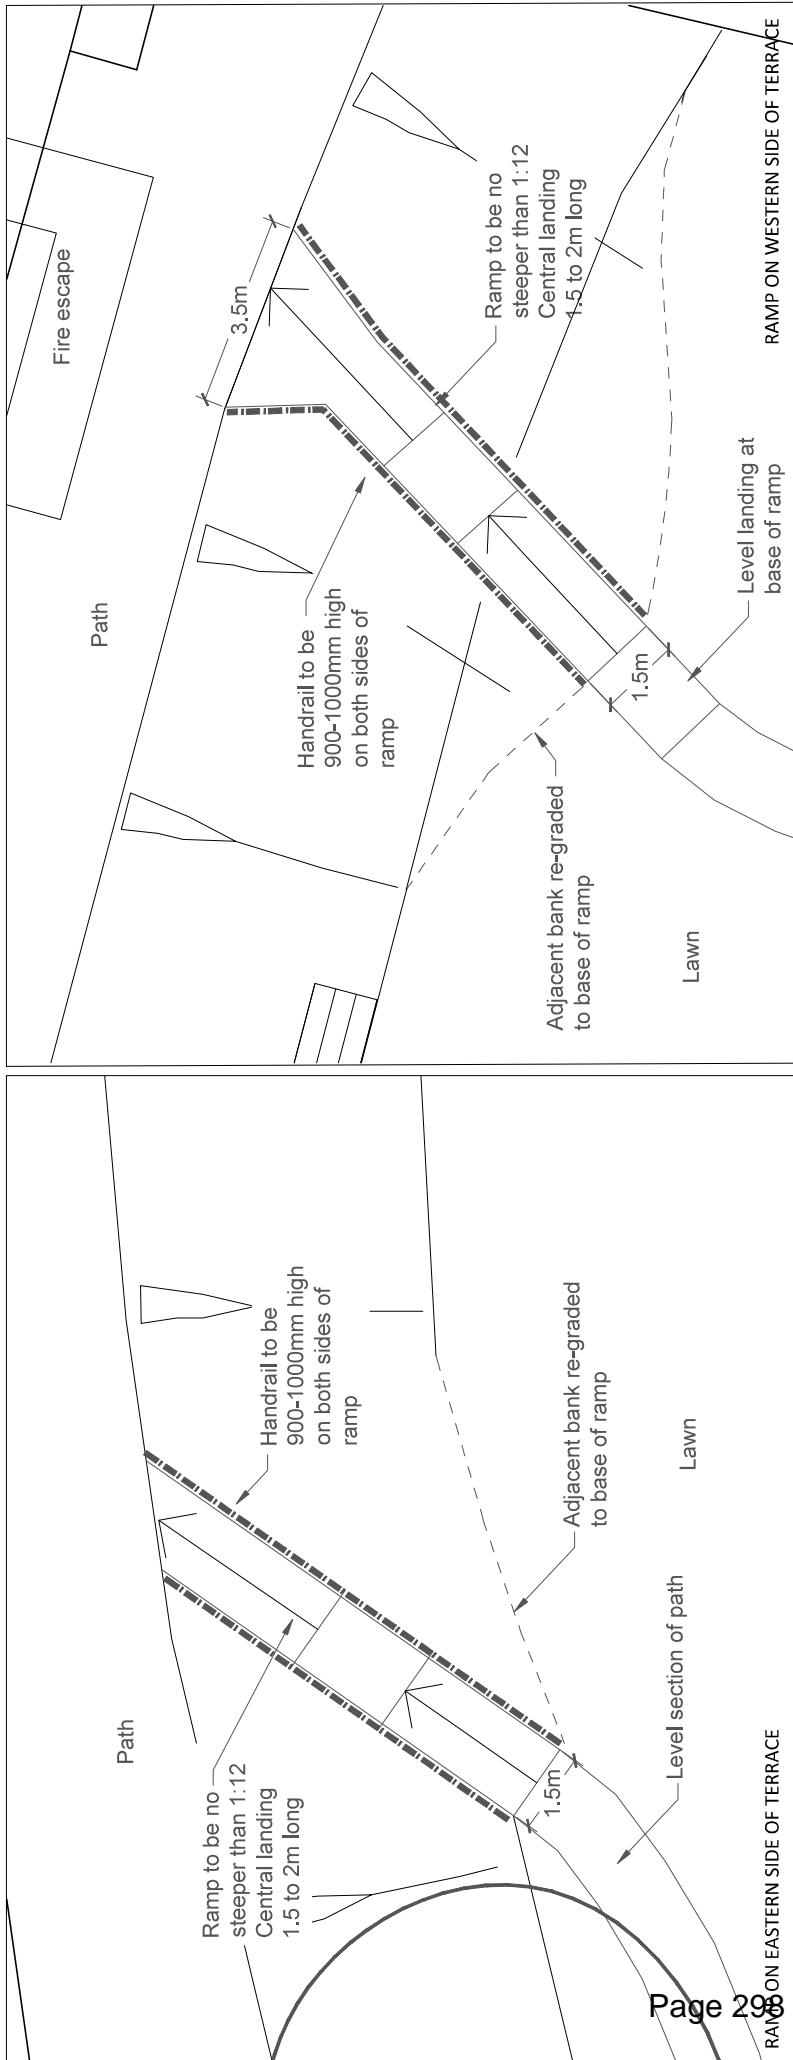 Path
Ramp to be no
steeper than 1:12
Central landing
1.5 to 2m long
Handrail to be
900-1000mm high
on both sides of
ramp
1.5m
Adjacent bank re-graded
to base of ramp
Level section of path
Lawn
RAMP ON EASTERN SIDE OF TERRACE
Fire escape
Path
3.5m
Handrail to be
900-1000mm high
on both sides of
ramp
Ramp to be no
steeper than 1:12
Central landing
1.5 to 2m long
1.5m
Adjacent bank re-graded
to base of ramp
Level landing at
base of ramp
Lawn
RAMP ON WESTERN SIDE OF TERRACE
Page 298